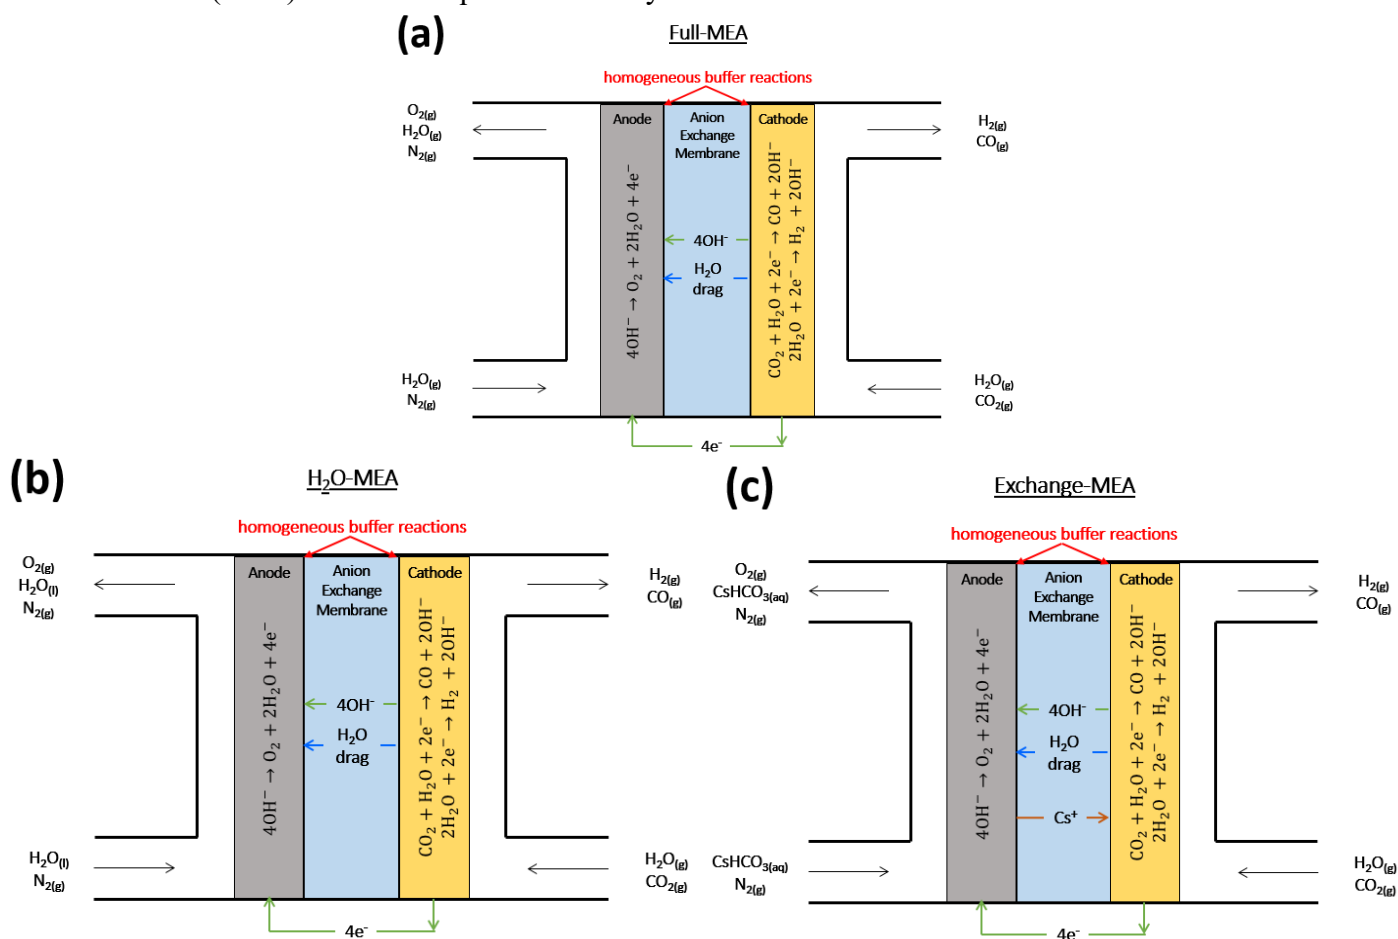 (a)
Full-MEA
homogeneous buffer reactions
O₂₍g₎
H₂O₍g₎
N₂₍g₎
Anode
Anion
Exchange
Membrane
Cathode
H₂₍g₎
CO₍g₎
4OH⁻ → O₂ + 2H₂O + 4e⁻
4OH⁻
H₂O
drag
CO₂ + H₂O + 2e⁻ → CO + 2OH⁻
2H₂O + 2e⁻ → H₂ + 2OH⁻
H₂O₍g₎
N₂₍g₎
H₂O₍g₎
CO₂₍g₎
4e⁻
(b)
H₂O-MEA
homogeneous buffer reactions
O₂₍g₎
H₂O₍l₎
N₂₍g₎
Anode
Anion
Exchange
Membrane
Cathode
H₂₍g₎
CO₍g₎
4OH⁻ → O₂ + 2H₂O + 4e⁻
4OH⁻
H₂O
drag
CO₂ + H₂O + 2e⁻ → CO + 2OH⁻
2H₂O + 2e⁻ → H₂ + 2OH⁻
H₂O₍l₎
N₂₍g₎
H₂O₍g₎
CO₂₍g₎
4e⁻
(c)
Exchange-MEA
homogeneous buffer reactions
O₂₍g₎
CsHCO₃₍aq₎
N₂₍g₎
Anode
Anion
Exchange
Membrane
Cathode
H₂₍g₎
CO₍g₎
4OH⁻ → O₂ + 2H₂O + 4e⁻
4OH⁻
H₂O
drag
Cs⁺
CO₂ + H₂O + 2e⁻ → CO + 2OH⁻
2H₂O + 2e⁻ → H₂ + 2OH⁻
CsHCO₃₍aq₎
N₂₍g₎
H₂O₍g₎
CO₂₍g₎
4e⁻